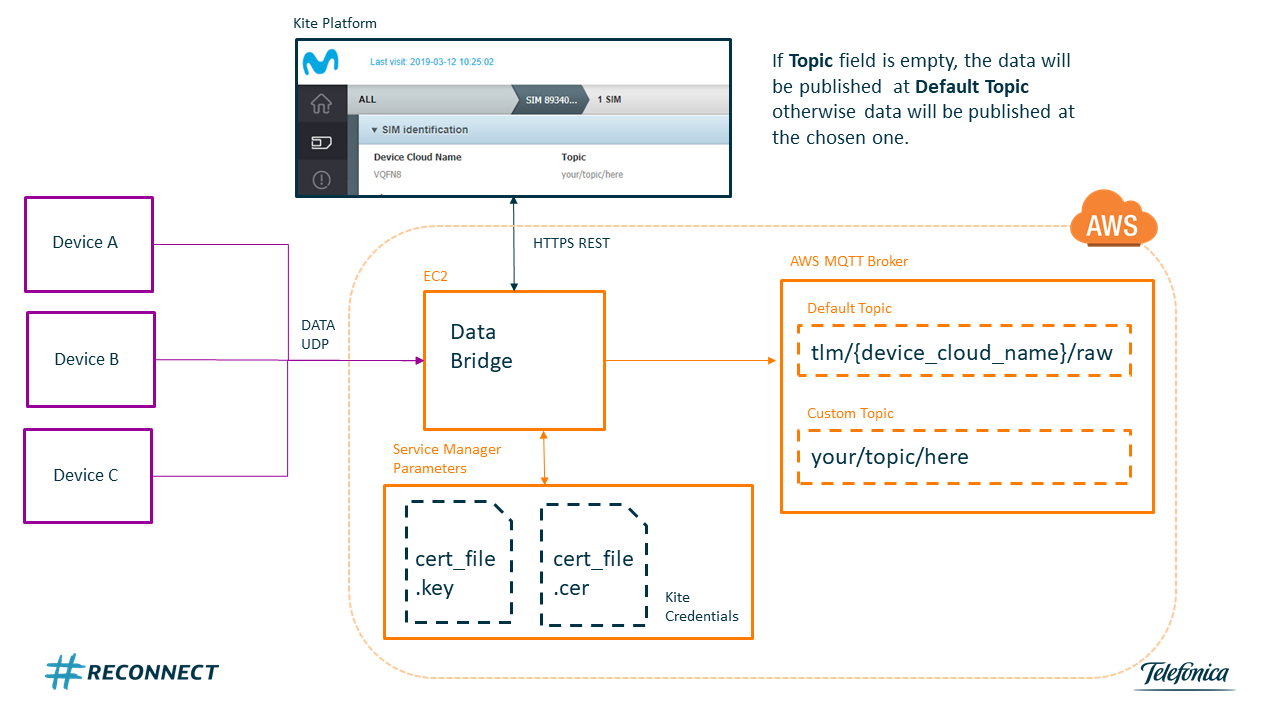 Kite Platform
Last visit: 2019-03-12 10:25:02
ALL
SIM 89340...
1 SIM
▼ SIM identification
Device Cloud Name
Topic
VQFN8
your/topic/here
If Topic field is empty, the data will
be published at Default Topic
otherwise data will be published at
the chosen one.
Device A
Device B
Device C
DATA
UDP
HTTPS REST
AWS
EC2
Data
Bridge
AWS MQTT Broker
Default Topic
tlm/{device_cloud_name}/raw
Custom Topic
your/topic/here
Service Manager
Parameters
cert_file
.key
cert_file
.cer
Kite
Credentials
#RECONNECT
Telefónica